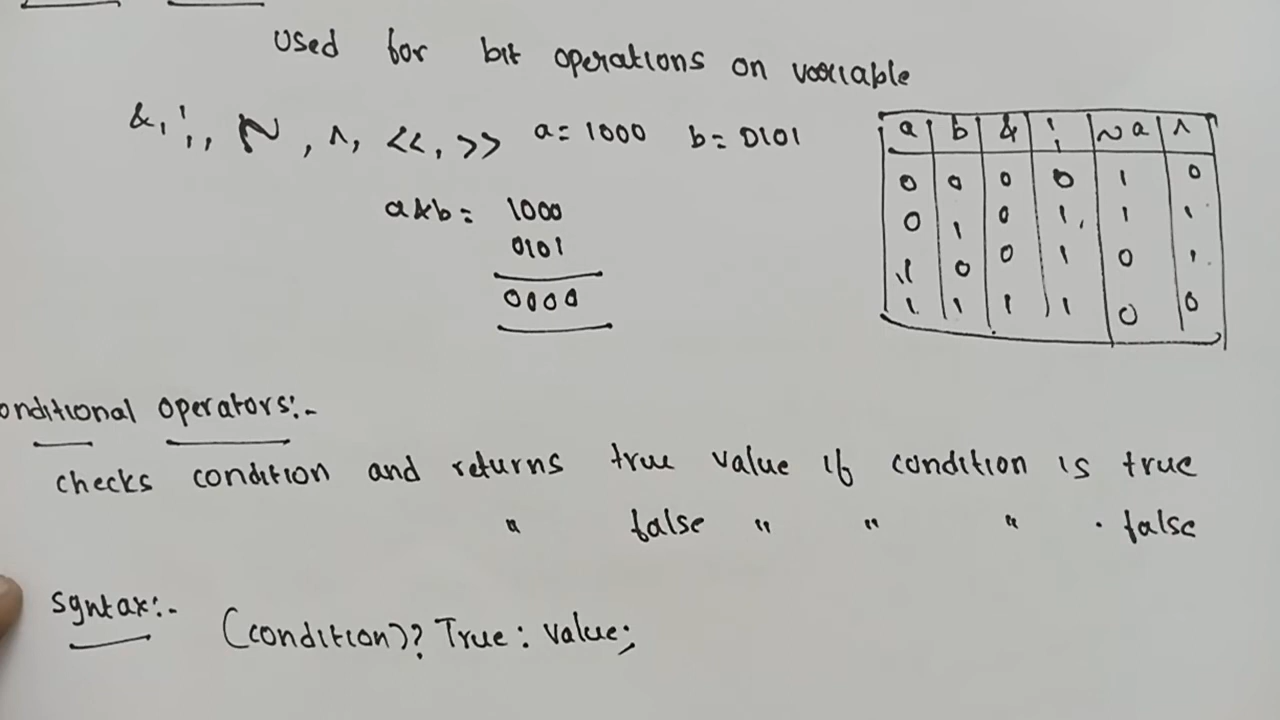 Used for bit operations on variable
&, ¦, ~, ^, <<, >> a= 1000 b= 0101
a&b= 1000
0101
0000
a b & ¦ ~a ^
0 0 0 0 1 0
0 1 0 1 1 1
1 0 0 1 0 1
1 1 1 1 0 0
onditional operators:-
checks condition and returns true value if condition is true
" false " " " . false
Syntax:-
(condition)? True: value;